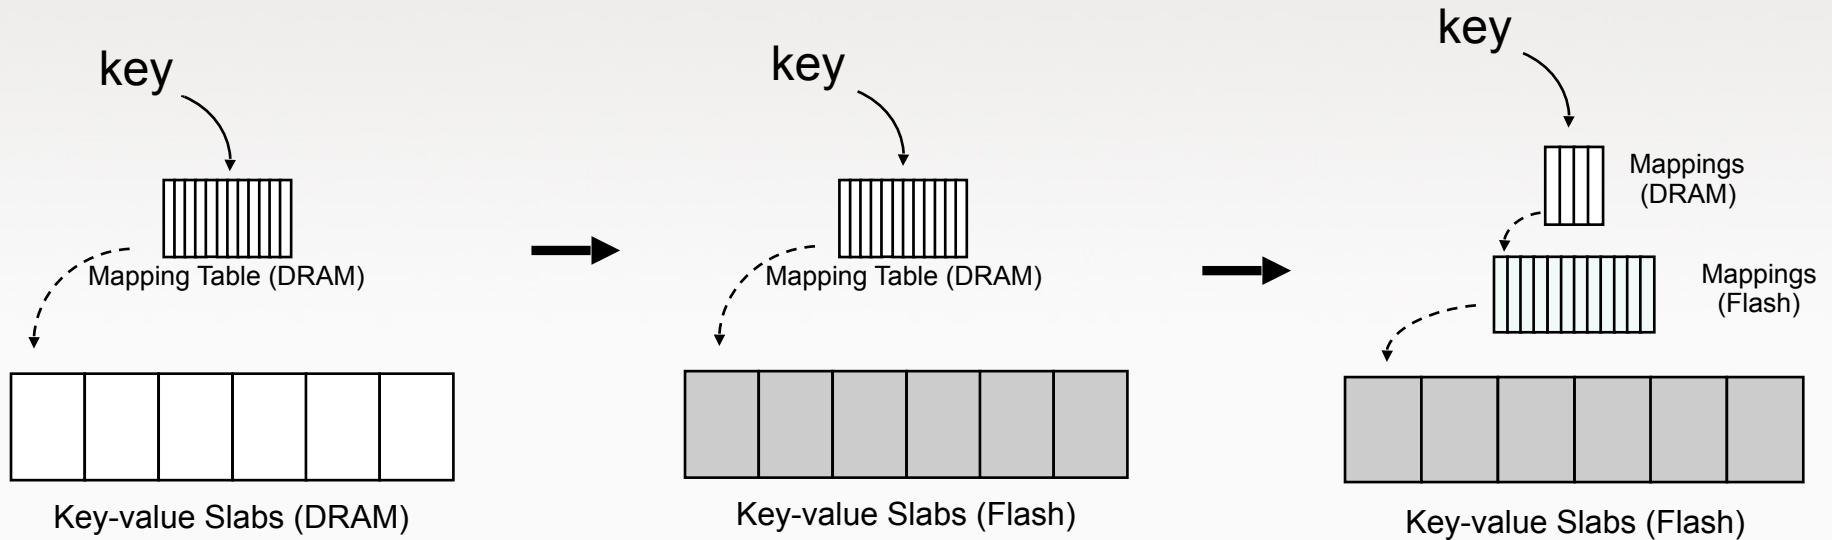 key
Mapping Table (DRAM)
Key-value Slabs (DRAM)
key
Mapping Table (DRAM)
Key-value Slabs (Flash)
key
Mappings
(DRAM)
Mappings
(Flash)
Key-value Slabs (Flash)